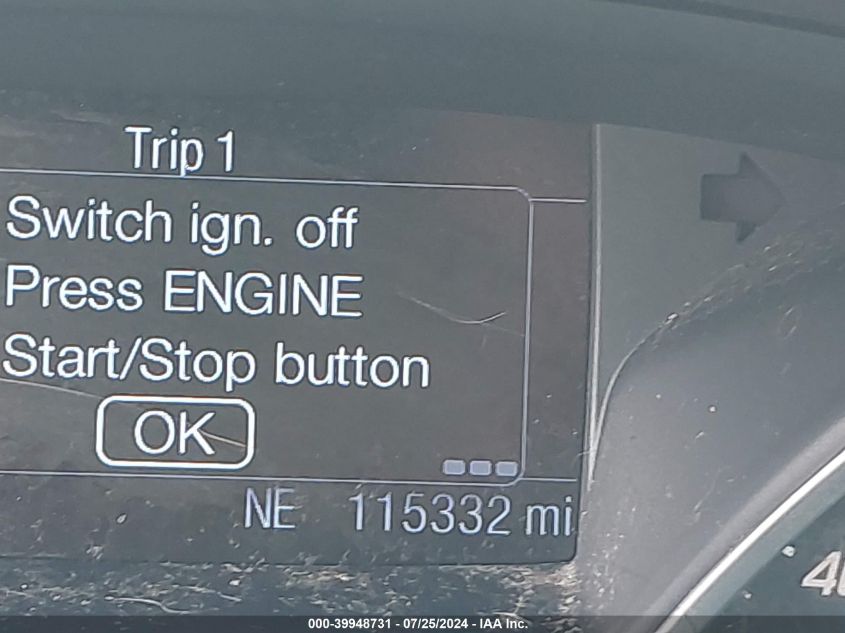 Trip 1
Switch ign. off
Press ENGINE
Start/Stop button
OK
NE 115332 mi
000-39948731 - 07/25/2024 - IAA Inc.